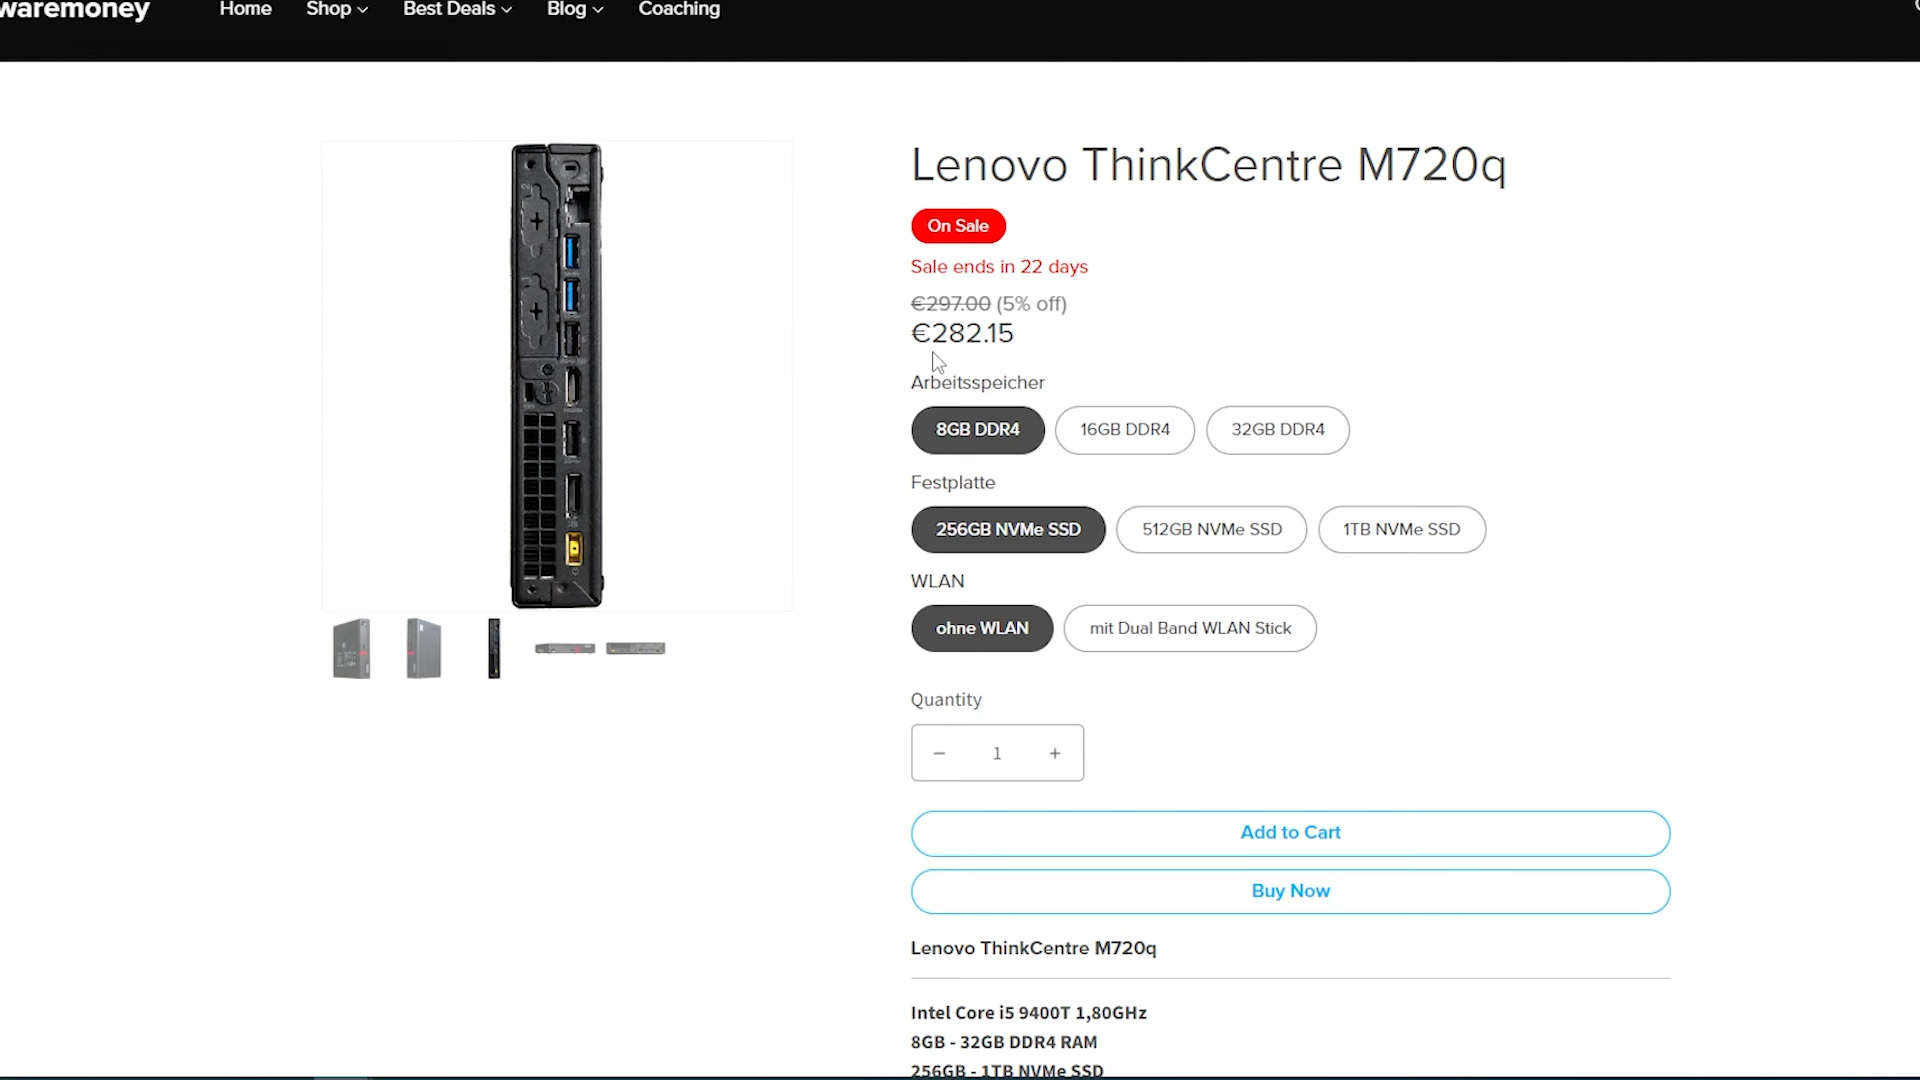 waremoney
Home Shop Best Deals Blog Coaching
Lenovo ThinkCentre M720q
On Sale
Sale ends in 22 days
€297.00 (5% off)
€282.15
Arbeitsspeicher
8GB DDR4 16GB DDR4 32GB DDR4
Festplatte
256GB NVMe SSD 512GB NVMe SSD 1TB NVMe SSD
WLAN
ohne WLAN mit Dual Band WLAN Stick
Quantity
− 1 +
Add to Cart
Buy Now
Lenovo ThinkCentre M720q
Intel Core i5 9400T 1,80GHz
8GB - 32GB DDR4 RAM
256GB - 1TB NVMe SSD